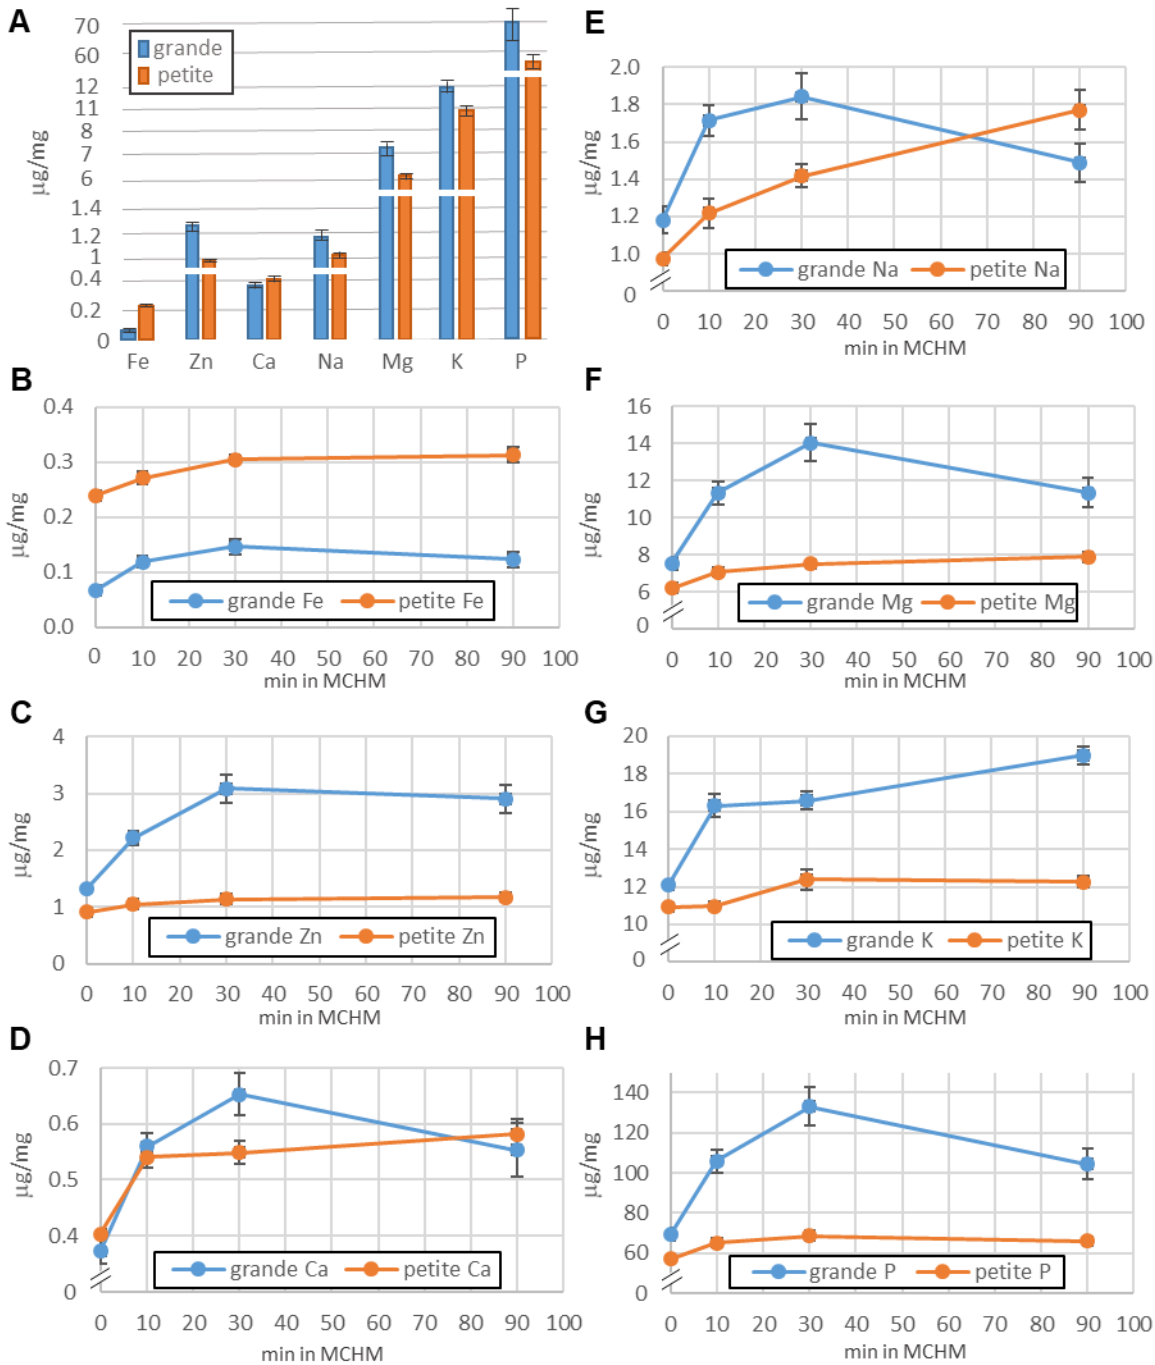 A
µg/mg
70
60
12
11
8
7
6
1.4
1.2
1
0.4
0.2
0
grande
petite
Fe Zn Ca Na Mg K P
B
µg/mg
0.4
0.3
0.2
0.1
0.0
grande Fe petite Fe
0 10 20 30 40 50 60 70 80 90 100
min in MCHM
C
µg/mg
4
3
2
1
0
grande Zn petite Zn
0 10 20 30 40 50 60 70 80 90 100
min in MCHM
D
µg/mg
0.7
0.6
0.5
0.4
0
grande Ca petite Ca
0 10 20 30 40 50 60 70 80 90 100
min in MCHM
E
µg/mg
2.0
1.8
1.6
1.4
1.2
1.0
0
grande Na petite Na
0 10 20 30 40 50 60 70 80 90 100
min in MCHM
F
µg/mg
16
14
12
10
8
6
0
grande Mg petite Mg
0 10 20 30 40 50 60 70 80 90 100
min in MCHM
G
µg/mg
20
18
16
14
12
10
0
grande K petite K
0 10 20 30 40 50 60 70 80 90 100
min in MCHM
H
µg/mg
140
120
100
80
60
0
grande P petite P
0 10 20 30 40 50 60 70 80 90 100
min in MCHM